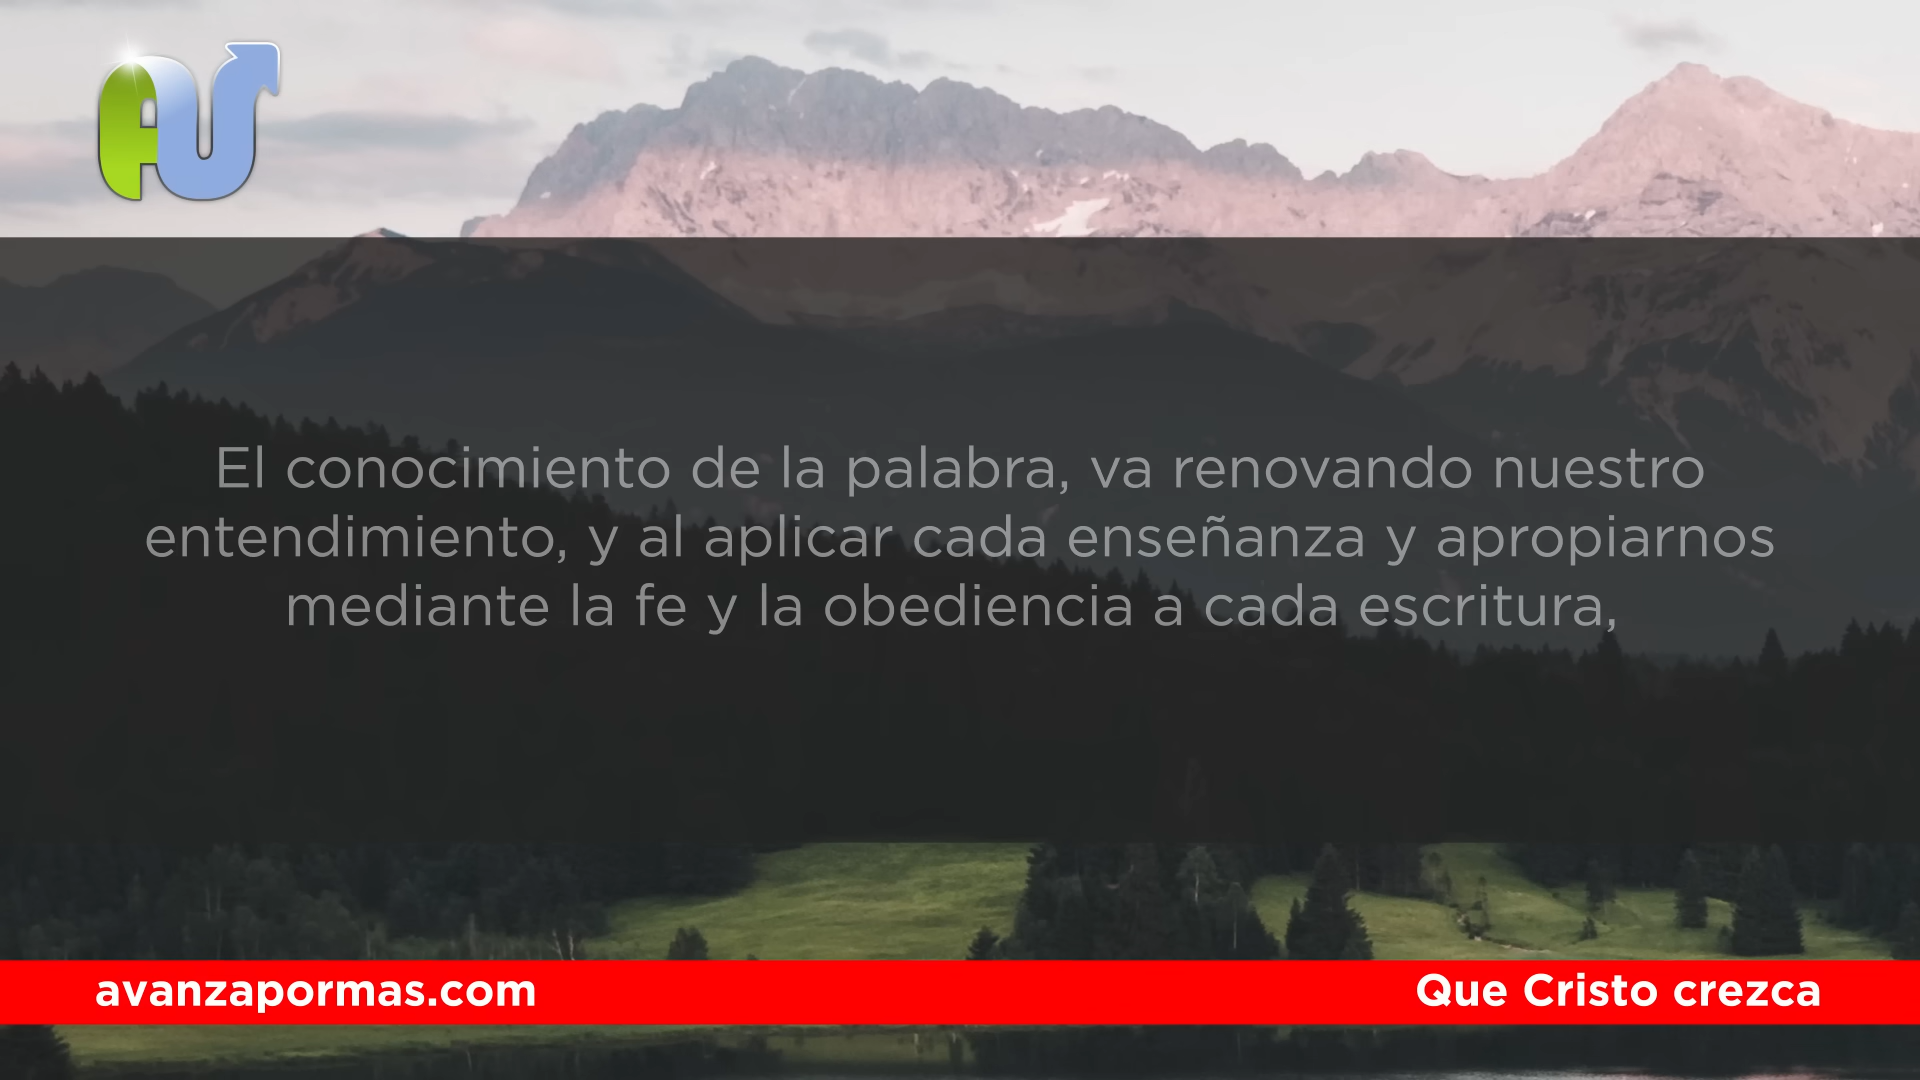 El conocimiento de la palabra, va renovando nuestro
entendimiento, y al aplicar cada enseñanza y apropiarnos
mediante la fe y la obediencia a cada escritura,
avanzapormas.com
Que Cristo crezca